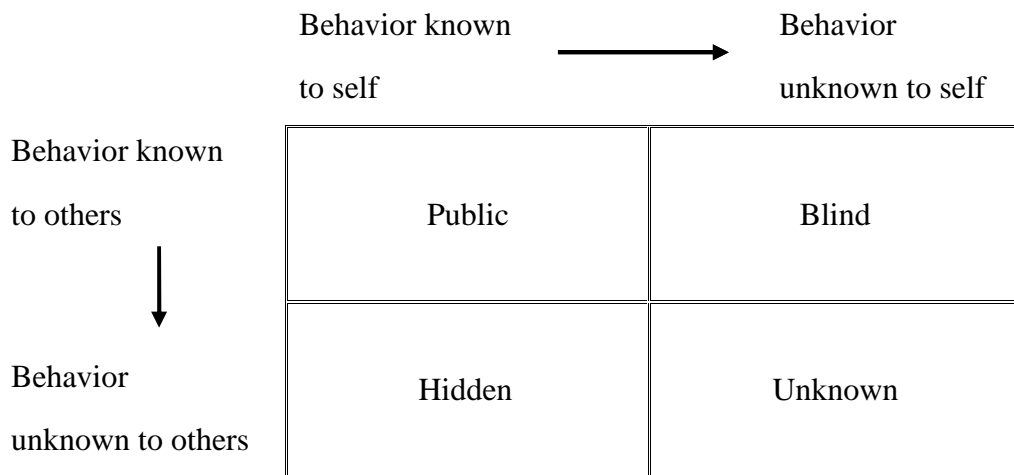 Behavior known
to self
Behavior
unknown to self
Behavior known
to others
Public
Blind
Behavior
unknown to others
Hidden
Unknown